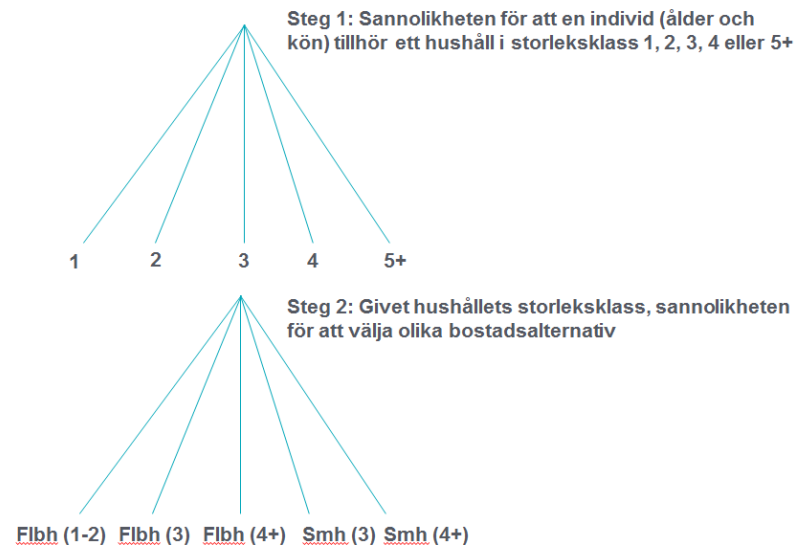 Steg 1: Sannolikheten för att en individ (ålder och
kön) tillhör ett hushåll i storleksklass 1, 2, 3, 4 eller 5+
1 2 3 4 5+
Steg 2: Givet hushållets storleksklass, sannolikheten
för att välja olika bostadsalternativ
Flbh (1-2) Flbh (3) Flbh (4+) Smh (3) Smh (4+)